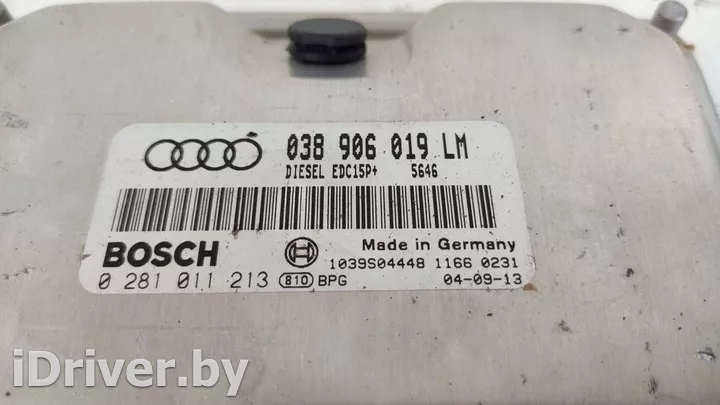 038 906 019 LM
DIESEL EDC15P+ 5646
BOSCH
Made in Germany
1039S04448 1166 0231
0 281 011 213 810 BPG 04-09-13
iDriver.by